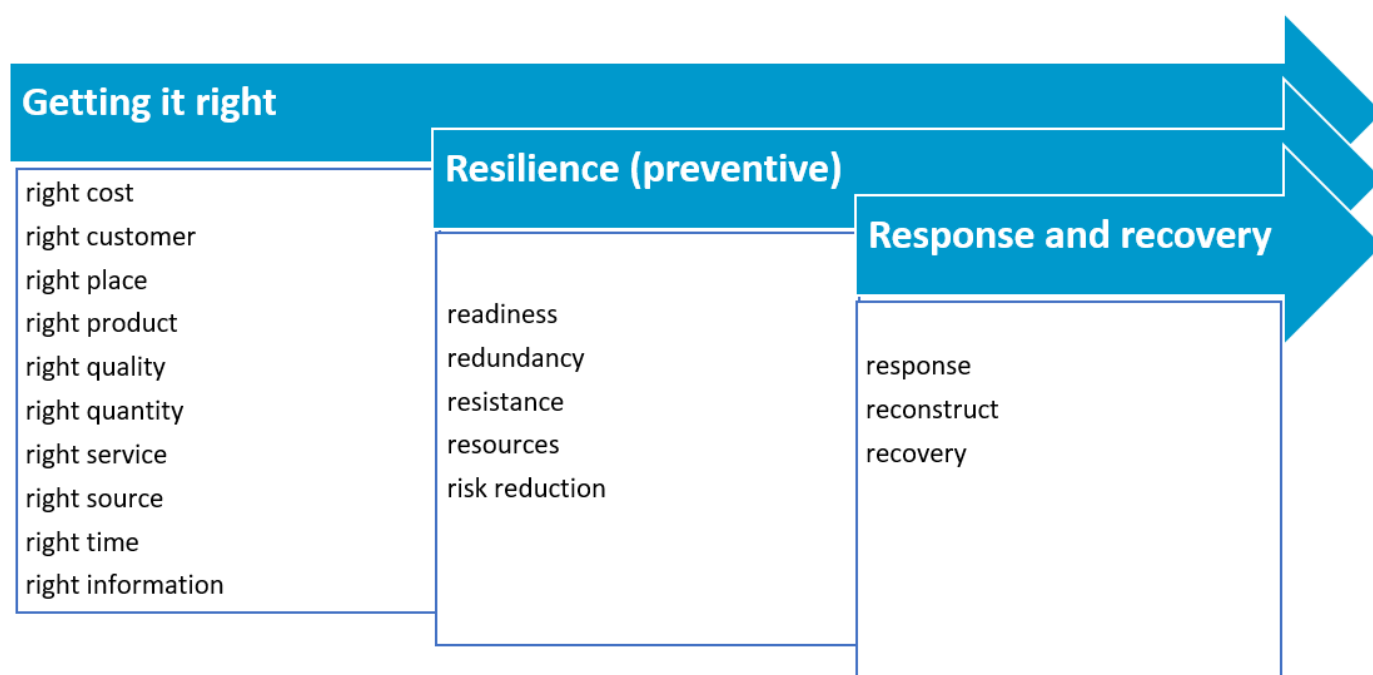 Getting it right
right cost
right customer
right place
right product
right quality
right quantity
right service
right source
right time
right information
Resilience (preventive)
readiness
redundancy
resistance
resources
risk reduction
Response and recovery
response
reconstruct
recovery